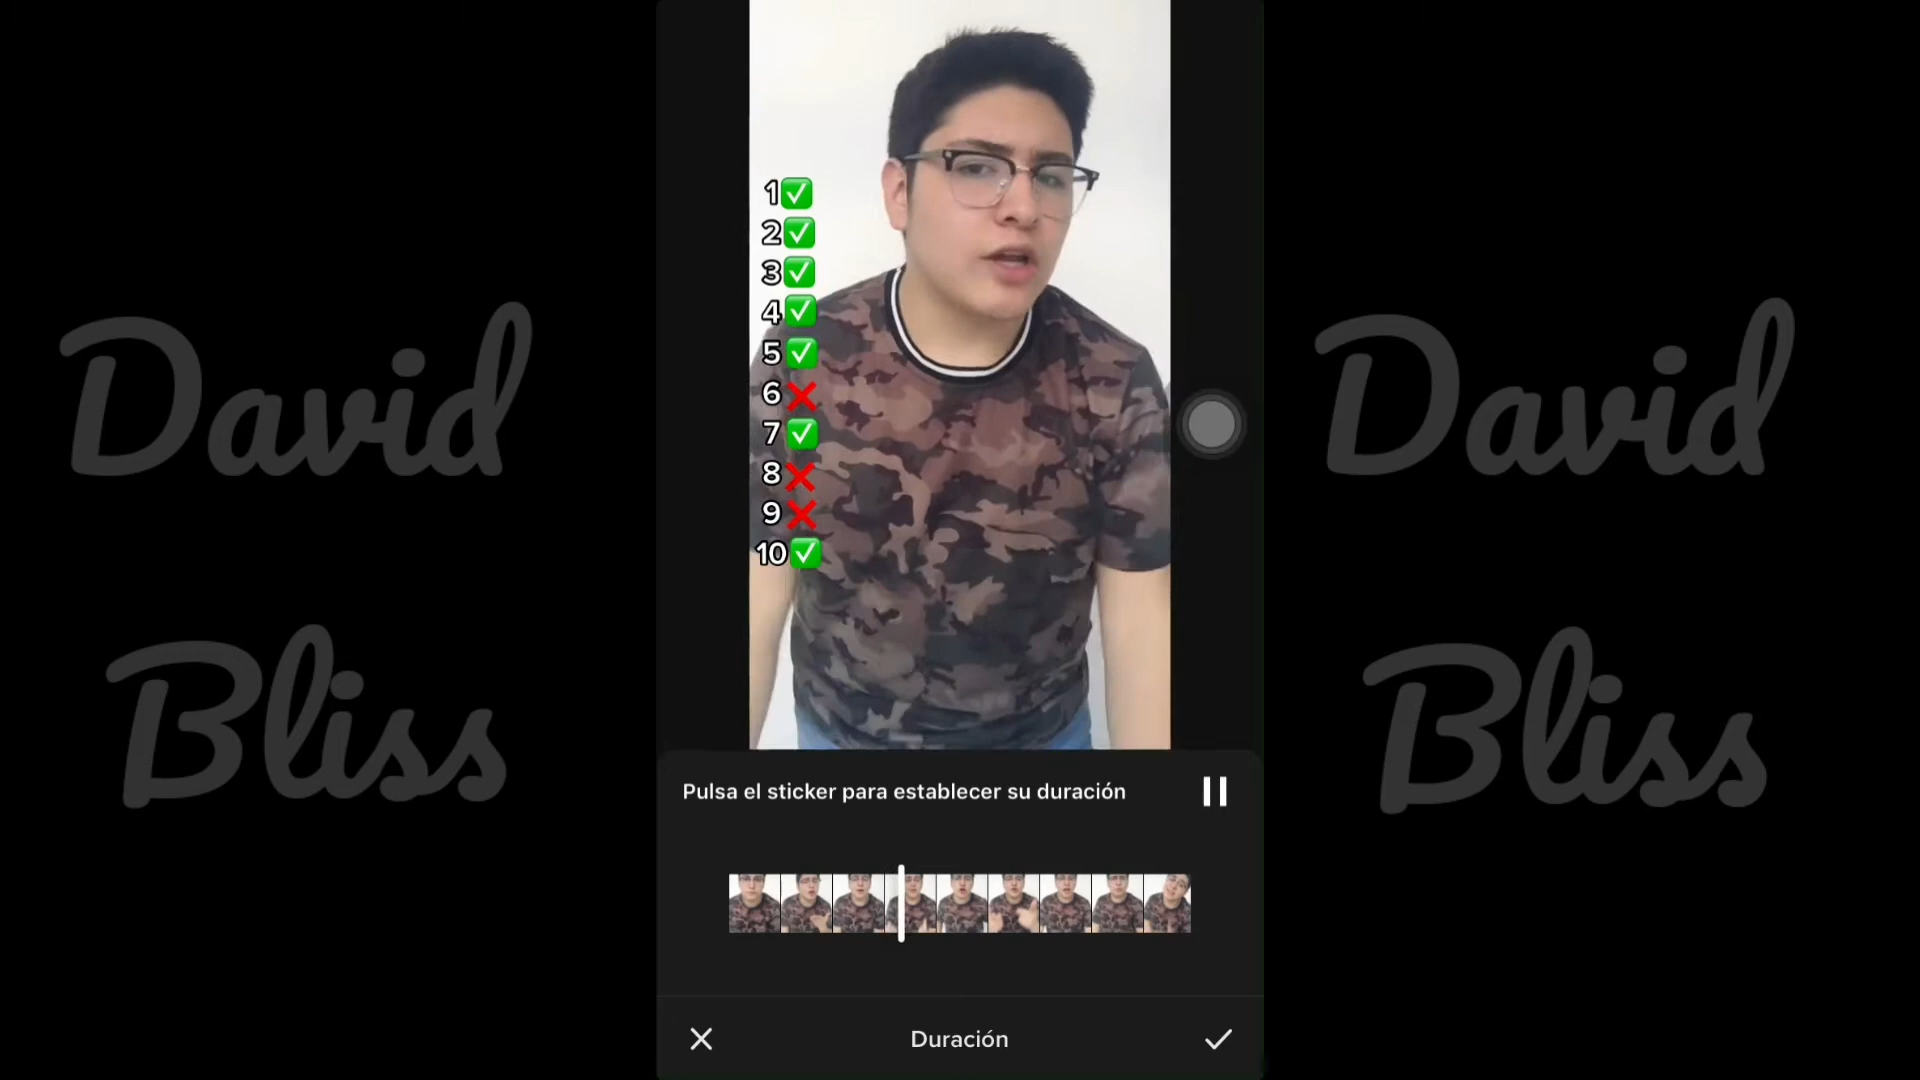 David
Bliss
1✅
2✅
3✅
4✅
5✅
6❌
7✅
8❌
9❌
10✅
Pulsa el sticker para establecer su duración
Duración
David
Bliss